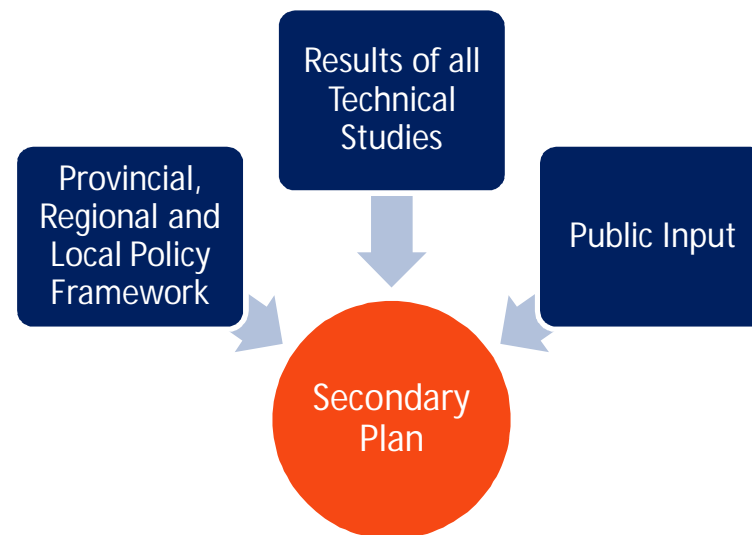 Results of all
Technical
Studies
Provincial,
Regional and
Local Policy
Framework
Public Input
Secondary
Plan